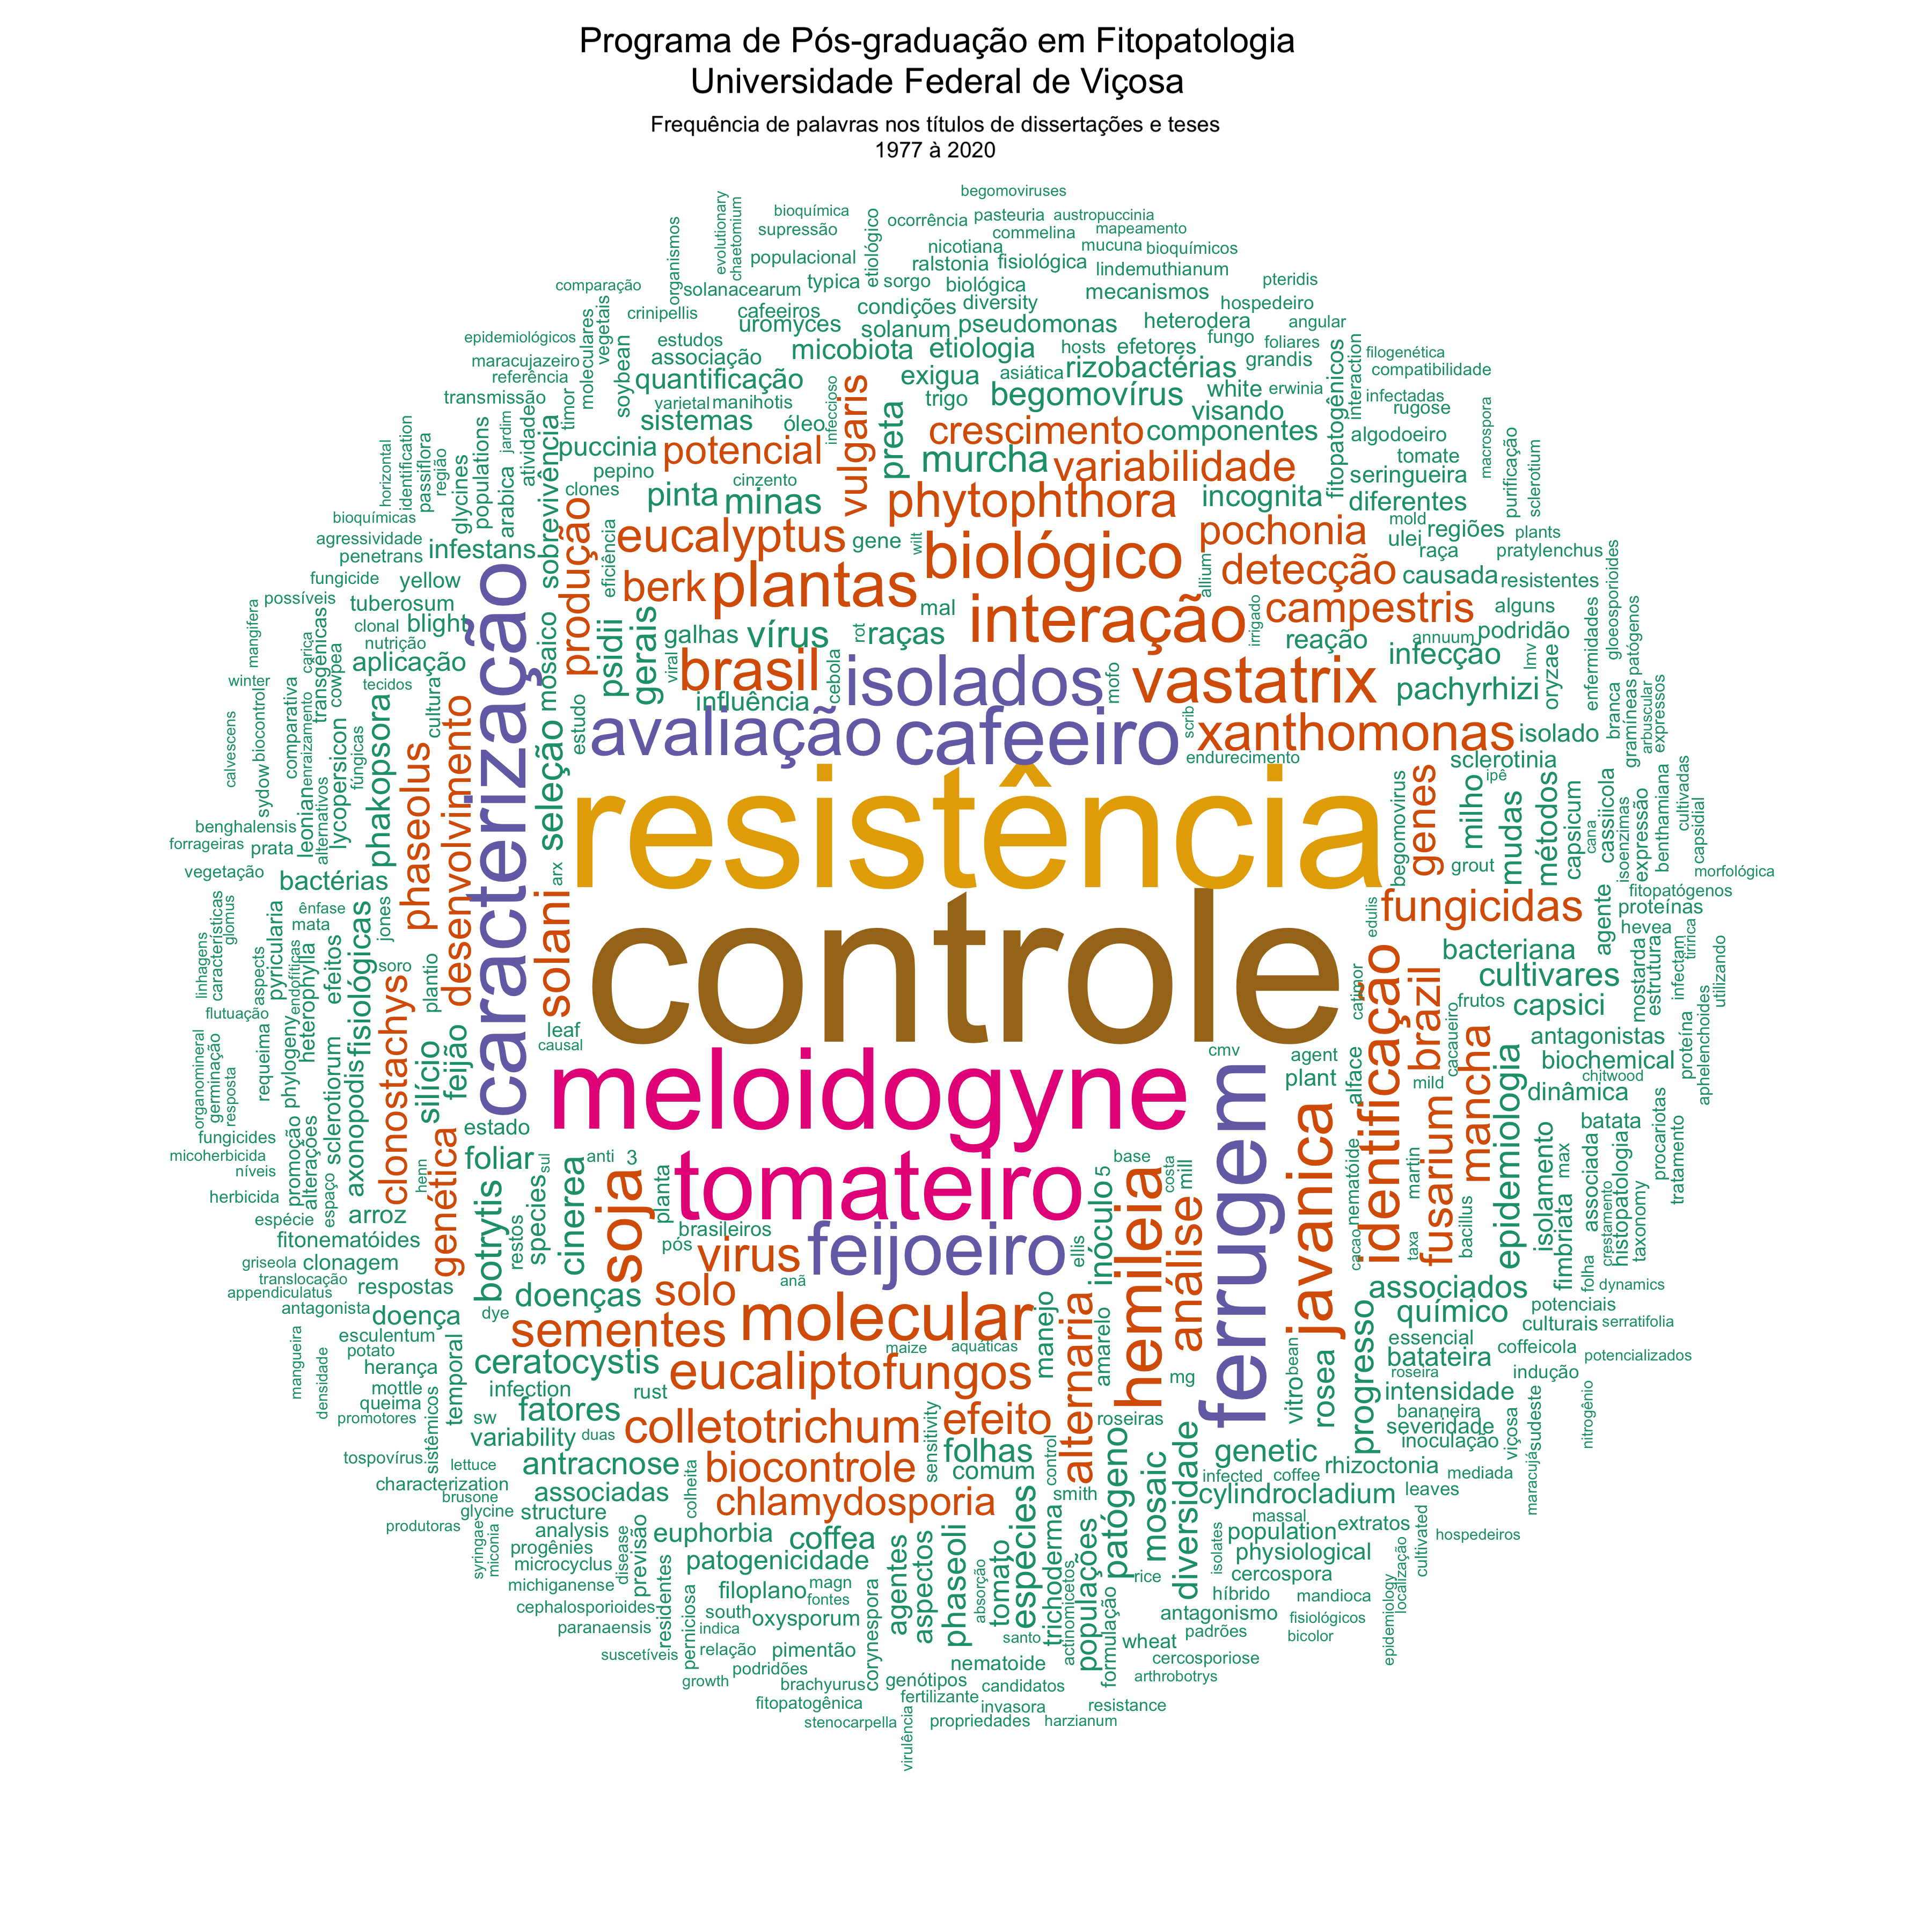 Programa de Pós-graduação em Fitopatologia
Universidade Federal de Viçosa
Frequência de palavras nos títulos de dissertações e teses
1977 à 2020
begomoviruses
bioquímica
ocorrência
pasteuria
austropuccinia
supressão
commelina
mapeamento
etiológico
evolutionary
chaetomium
organismos
populacional
nicotiana
mucuna
bioquímicos
ralstonia
fisiológica
lindemuthianum
comparação
solanacearum
typica
sorgo
biológica
mecanismos
pteridis
crinipellis
cafeeiros
condições
diversity
hospedeiro
epidemiológicos
moleculares
vegetais
estudos
uromyces
solanum
pseudomonas
heterodera
angular
maracujazeiro
associação
micobiota
etiologia
hosts
efetores
fungo
foliares
grandis
fitopatogênicos
interaction
filogenética
compatibilidade
referência
soybean
quantificação
exigua
asiática
rizobactérias
transmissão
timor
varietal
manihotis
infeccioso
trigo
begomovírus
white
erwinia
infectadas
rugose
jardim
atividade
sistemas
óleo
vulgaris
preta
crescimento
componentes
visando
algodoeiro
macrospora
horizontal
identification
passiflora
região
glycines
populations
arabica
sobrevivência
puccinia
potencial
murcha
variabilidade
tomate
purificação
sclerotium
pepino
cinzento
seringueira
clones
pinta
minas
phytophthora
incognita
diferentes
bioquímicas
agressividade
penetrans
infestans
produção
eficiência
eucalyptus
gene
wilt
biológico
pochonia
mold
ulei
regiões
plants
raça
pratylenchus
fungicide
yellow
berk
plantas
allium
detecção
causada
resistentes
gloeosporioides
possíveis
tuberosum
mal
interação
irrigado
campestris
alguns
patógenos
enfermidades
mangifera
clonal
blight
mosaico
psidii
gerais
galhas
vírus
rot
raças
reação
annuum
podridão
carica
transgênicas
cowpea
nutrição
aplicação
viral
brasil
cebola
isolados
mofo
vastatrix
infecção
lmv
oryzae
gramíneas
winter
tecidos
cultura
influência
pachyrhizi
branca
arbuscular
expressos
calvescens
sydow
biocontrole
comparativa
enraizamento
lycopersicon
fúngicas
phakopsora
phaseolus
desenvolvimento
caracterização
seleção
estudo
avaliação
cafeeiro
scrib
xanthomonas
isolado
endurecimento
sclerotinia
ipê
benghalensis
leoniana
alternativos
resistência
begomovirus
genes
milho
mudas
métodos
capsicum
cana
cassiicola
isoenzimas
expressão
benthamiana
cultivadas
capsidial
forrageiras
prata
grout
vegetação
bactérias
arx
morfológica
fitopatógenos
linhagens
características
glomus
ênfase
mata
jones
solani
controle
edulis
fungicidas
agente
proteínas
hevea
aspects
pyricularia
endofíticas
heterophylla
efeitos
fisiológicas
soro
plantio
bacteriana
mostarda
estrutura
infectam
tiririca
utilizando
flutuação
clonostachys
catimor
identificação
brazil
cultivares
frutos
capsici
organomineral
germinação
resposta
requeima
phylogeny
sclerotiorum
axonopodis
silício
feijão
leaf
causal
meloidogyne
cmv
agent
plant
alface
cacaueiro
mancha
antagonistas
biochemical
chitwood
dinâmica
proteína
aphelenchoides
mild
fungicides
promoção
alterações
genética
estado
ferrugem
javanica
fusarium
epidemiologia
batata
micoherbicida
níveis
henn
foliar
sul
anti
3
tomateiro
base
5
costa
mill
nematóide
martin
isolamento
max
associada
histopatologia
procariotas
tratamento
herbicida
espaço
botrytis
species
cinerea
soja
planta
espécie
arroz
brasileiros
inóculo
hemileia
análise
cacao
taxa
bacillus
fimbriata
folha
crestamento
taxonomy
fitonematóides
restos
pós
virus
feijoeiro
ellis
griseola
clonagem
translocação
respostas
anã
associados
dynamics
appendiculatus
doenças
solo
antagonista
doença
dye
químico
potenciais
culturais
serratifolia
esculentum
sementes
molecular
manejo
alternaria
amarelo
progresso
essencial
coffeicola
potato
maize
aquáticas
vitro
bean
rosea
batateira
potencializados
mangueira
densidade
herança
temporal
ceratocystis
eucalipto
fungos
mg
roseira
indução
mottle
infection
rust
intensidade
queima
promotores
sw
fatores
colletotrichum
efeito
roseiras
bananeira
severidade
sistêmicos
variability
duas
sensitivity
folhas
control
patógeno
mosaic
diversidade
genetic
inoculação
viçosa
sudeste
nitrogênio
maracujá
tospovírus
lettuce
antracnose
biocontrole
comum
rhizoctonia
mediada
characterization
colheita
infected
coffee
brusone
associadas
smith
cylindrocladium
leaves
glycine
structure
chlamydosporia
massal
produtoras
analysis
euphorbia
coffea
population
extratos
hospedeiros
syringae
miconia
progênies
disease
previsão
patogenicidade
agentes
aspectos
phaseoli
absorção
tomato
espécies
trichoderma
actinomicetos
populações
isolates
physiological
cultivated
microcyclus
rice
cercospora
epidemiology
localização
michiganense
residentes
filoplano
magn
híbrido
mandioca
fontes
corynespora
formulação
cephalosporioides
south
oxysporum
antagonismo
fisiológicos
paranaensis
perniciosa
indica
padrões
bicolor
santo
wheat
suscetíveis
relação
pimentão
cercosporiose
podridões
nematoide
growth
brachyurus
genótipos
candidatos
arthrobotrys
fitopatogênica
fertilizante
invasora
resistance
stenocarpella
virulência
propriedades
harzianum